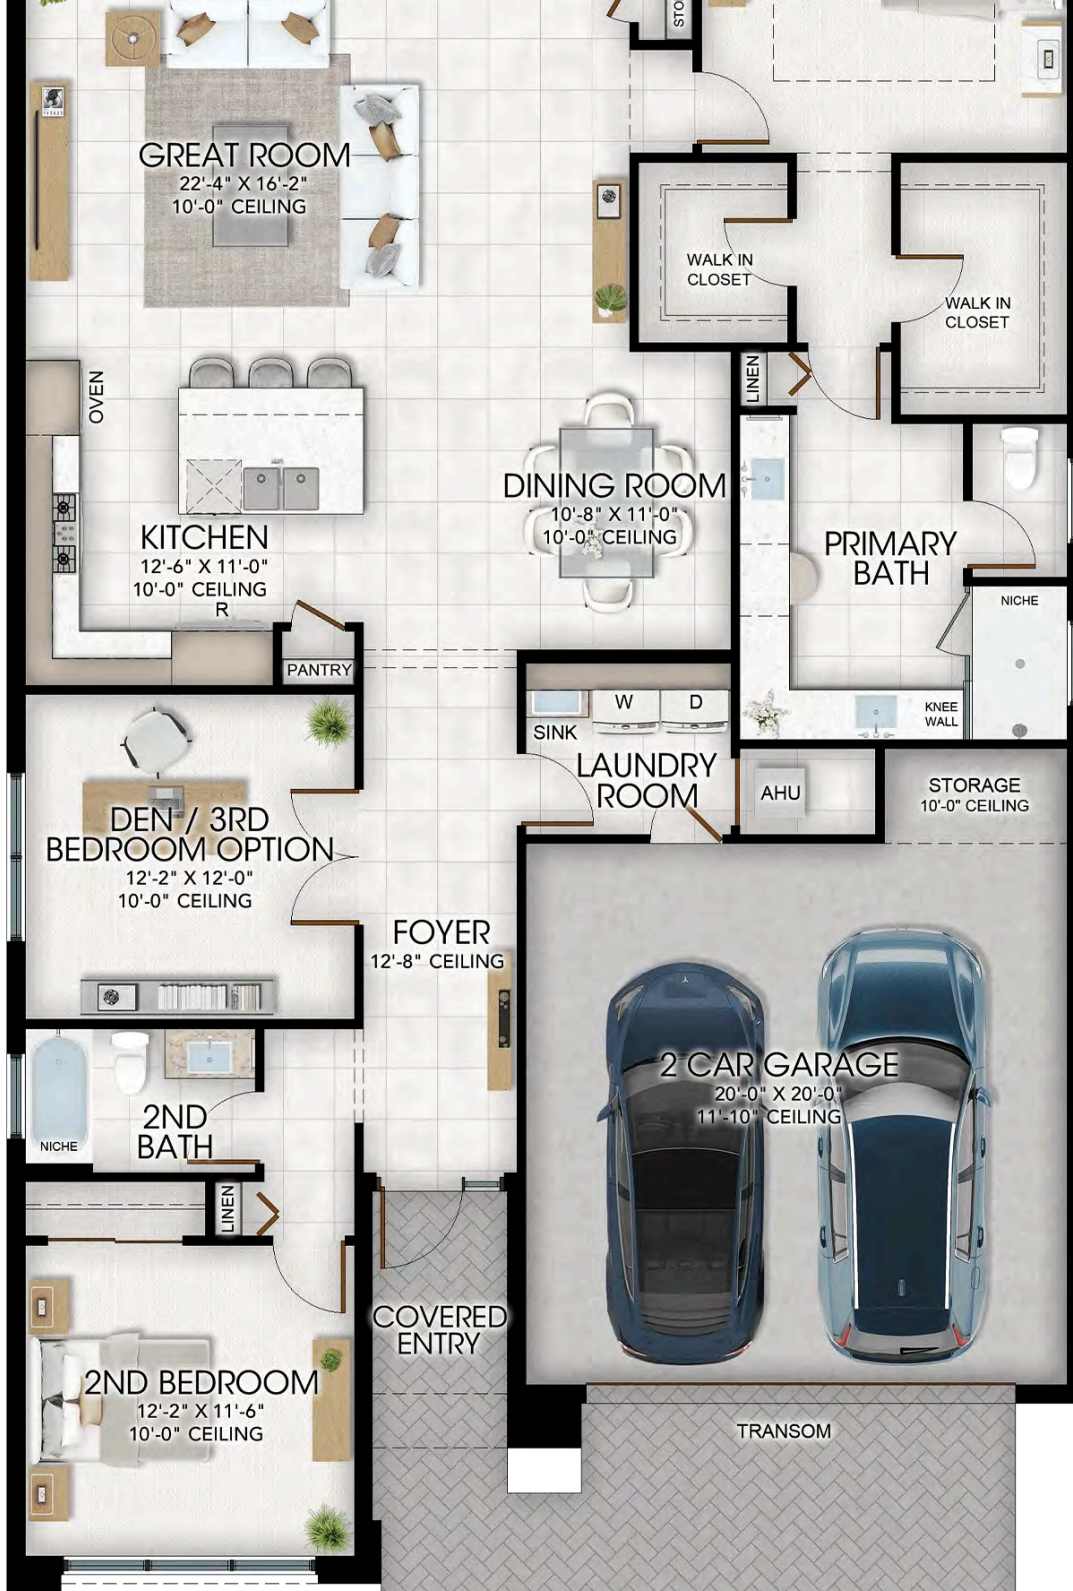 STO
GREAT ROOM
22'-4" X 16'-2"
10'-0" CEILING
WALK IN
CLOSET
WALK IN
CLOSET
OVEN
LINEN
DINING ROOM
10'-8" X 11'-0"
10'-0" CEILING
KITCHEN
12'-6" X 11'-0"
10'-0" CEILING
R
PRIMARY
BATH
NICHE
PANTRY
W
D
SINK
KNEE
WALL
LAUNDRY
ROOM
AHU
STORAGE
10'-0" CEILING
DEN / 3RD
BEDROOM OPTION
12'-2" X 12'-0"
10'-0" CEILING
FOYER
12'-8" CEILING
2 CAR GARAGE
20'-0" X 20'-0"
11'-10" CEILING
2ND
BATH
NICHE
LINEN
COVERED
ENTRY
2ND BEDROOM
12'-2" X 11'-6"
10'-0" CEILING
TRANSOM